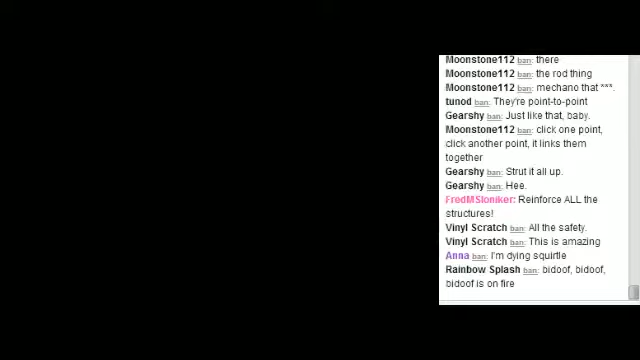 Moonstone112 ban: there
Moonstone112 ban: the rod thing
Moonstone112 ban: mechano that ***.
tunod ban: They're point-to-point
Gearshy ban: Just like that, baby.
Moonstone112 ban: click one point,
click another point, it links them
together
Gearshy ban: Strut it all up.
Gearshy ban: Hee.
FredMSloniker: Reinforce ALL the
structures!
Vinyl Scratch ban: All the safety.
Vinyl Scratch ban: This is amazing
Anna ban: I'm dying squirtle
Rainbow Splash ban: bidoof, bidoof,
bidoof is on fire